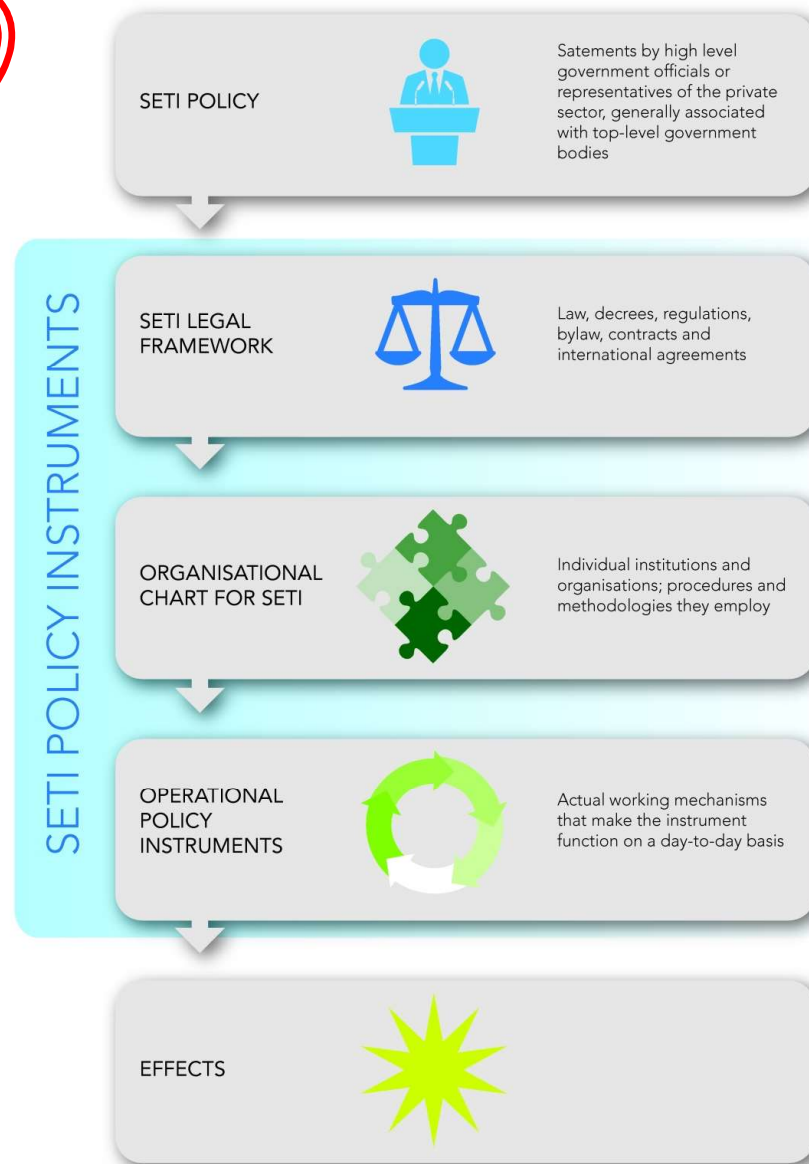 SETI POLICY
Satements by high level
government officials or
representatives of the private
sector, generally associated
with top-level government
bodies
SETI POLICY INSTRUMENTS
SETI LEGAL
FRAMEWORK
Law, decrees, regulations,
bylaw, contracts and
international agreements
ORGANISATIONAL
CHART FOR SETI
Individual institutions and
organisations; procedures and
methodologies they employ
OPERATIONAL
POLICY
INSTRUMENTS
Actual working mechanisms
that make the instrument
function on a day-to-day basis
EFFECTS